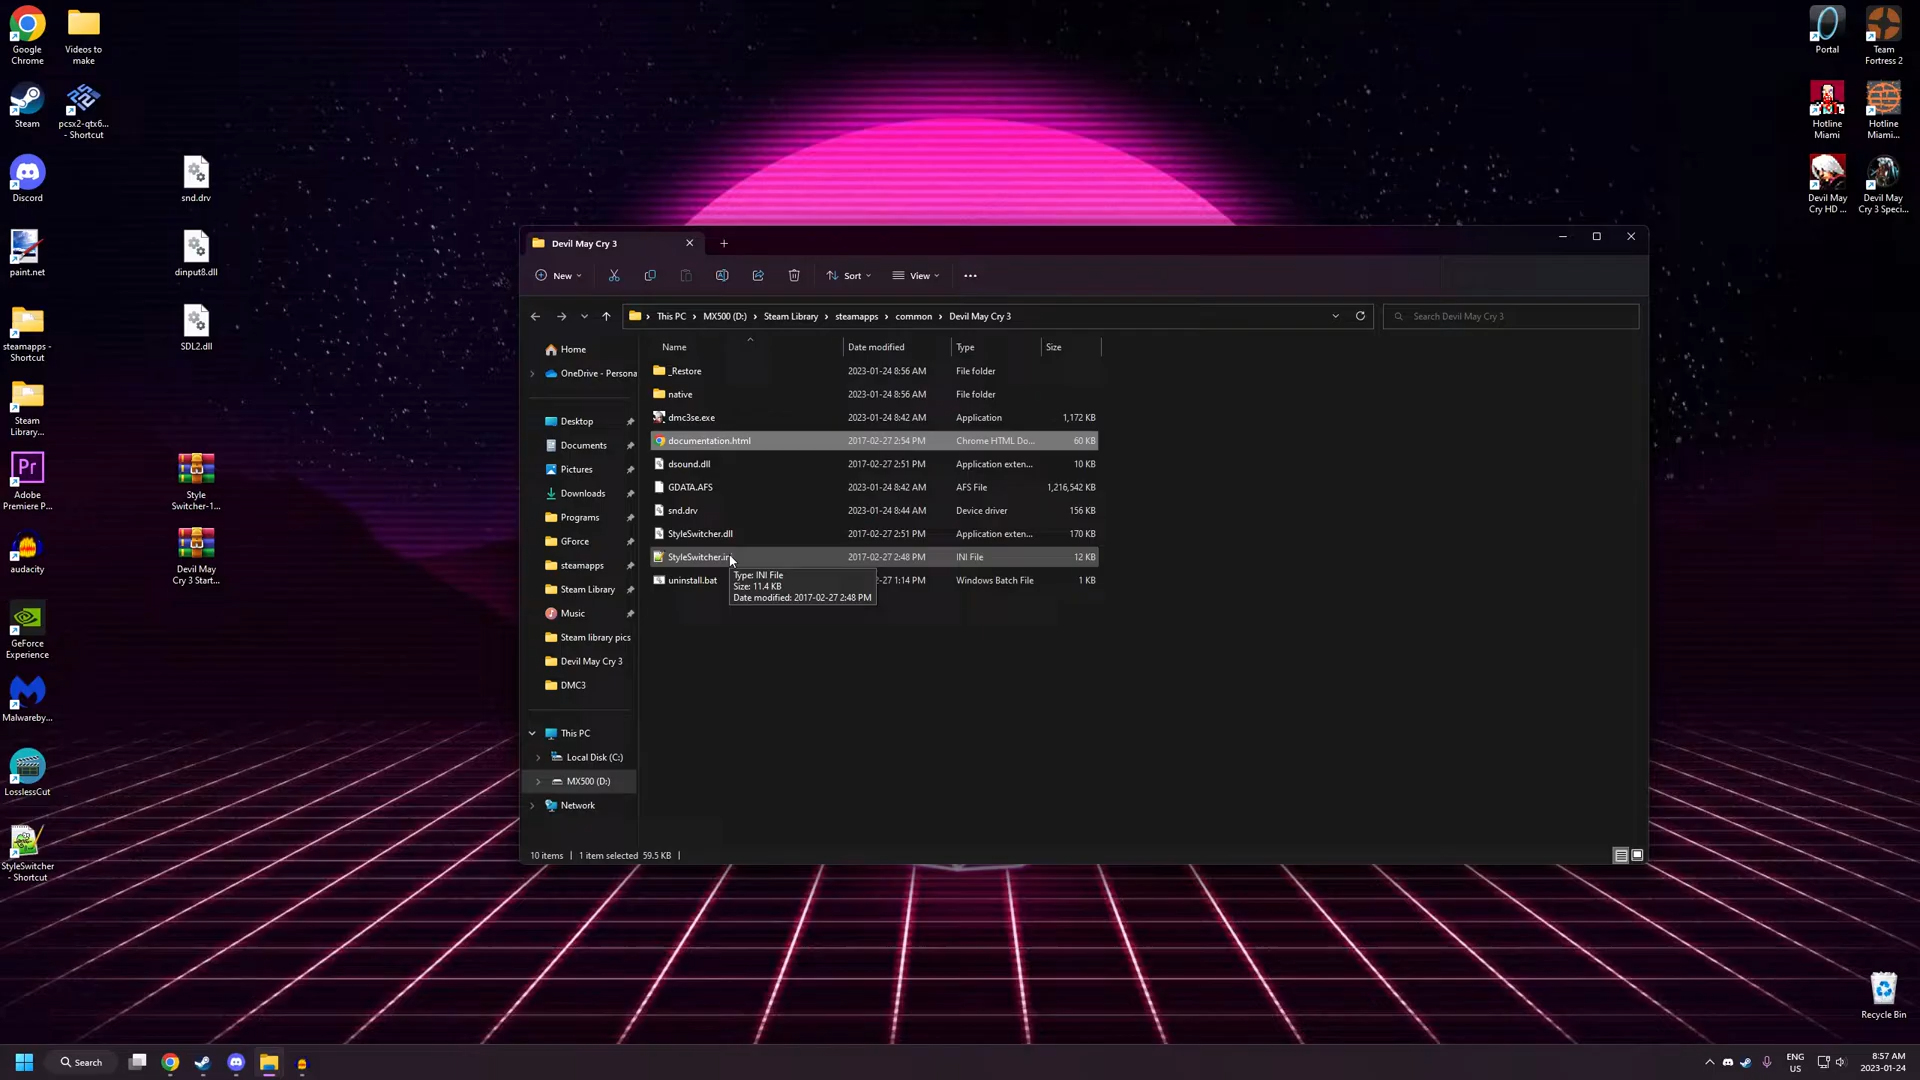 Google
Chrome
Videos to
make
Steam
pcsx2-qtx6...
- Shortcut
Discord
snd.drv
paint.net
dinput8.dll
steamapps -
Shortcut
SDL2.dll
Steam
Library...
Adobe
Premiere P...
Style
Switcher-1...
audacity
Devil May
Cry 3 Start...
GeForce
Experience
Malwareby...
LosslessCut
StyleSwitcher
- Shortcut
Portal
Team
Fortress 2
Hotline
Miami
Hotline
Miami...
Devil May
Cry HD ...
Devil May
Cry 3 Speci...
Recycle Bin
Devil May Cry 3
New
Sort
View
This PC > MX500 (D:) > Steam Library > steamapps > common > Devil May Cry 3
Search Devil May Cry 3
Home
OneDrive - Persona
Desktop
Documents
Pictures
Downloads
Programs
GForce
steamapps
Steam Library
Music
Steam library pics
Devil May Cry 3
DMC3
This PC
Local Disk (C:)
MX500 (D:)
Network
Name Date modified Type Size
_Restore 2023-01-24 8:56 AM File folder
native 2023-01-24 8:56 AM File folder
dmc3se.exe 2023-01-24 8:42 AM Application 1,172 KB
documentation.html 2017-02-27 2:54 PM Chrome HTML Do... 60 KB
dsound.dll 2017-02-27 2:51 PM Application exten... 10 KB
GDATA.AFS 2023-01-24 8:42 AM AFS File 1,216,542 KB
snd.drv 2023-01-24 8:44 AM Device driver 156 KB
StyleSwitcher.dll 2017-02-27 2:51 PM Application exten... 170 KB
StyleSwitcher.ini 2017-02-27 2:48 PM INI File 12 KB
uninstall.bat -27 1:14 PM Windows Batch File 1 KB
Type: INI File
Size: 11.4 KB
Date modified: 2017-02-27 2:48 PM
10 items | 1 item selected 59.5 KB |
Search
ENG
US
8:57 AM
2023-01-24